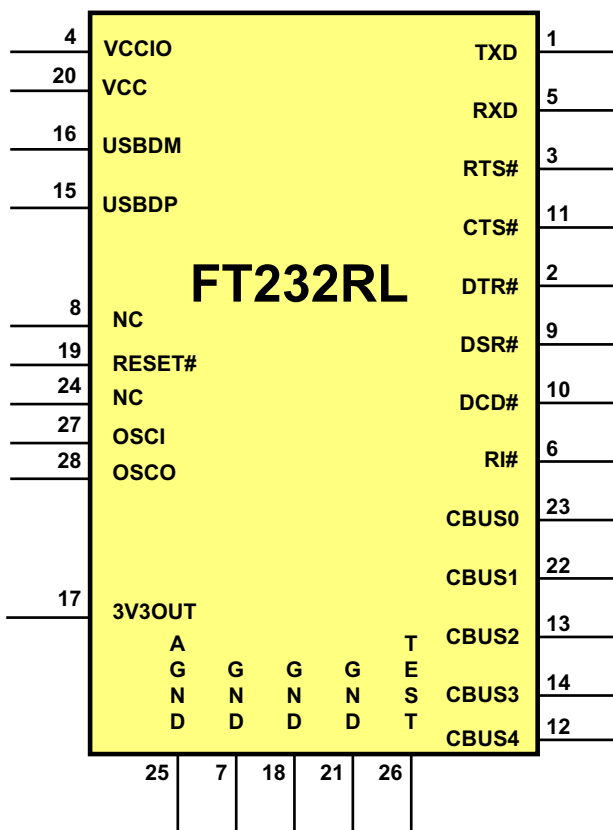 4 VCCIO TXD 1
20 VCC
RXD 5
16 USBDM
RTS# 3
15 USBDP
CTS# 11
FT232RL
DTR# 2
8 NC
DSR# 9
19 RESET#
24 NC
DCD# 10
27 OSCI
28 OSCO
RI# 6
CBUS0 23
CBUS1 22
17 3V3OUT
CBUS2 13
AGND GND GND GND TEST
CBUS3 14
CBUS4 12
25 7 18 21 26